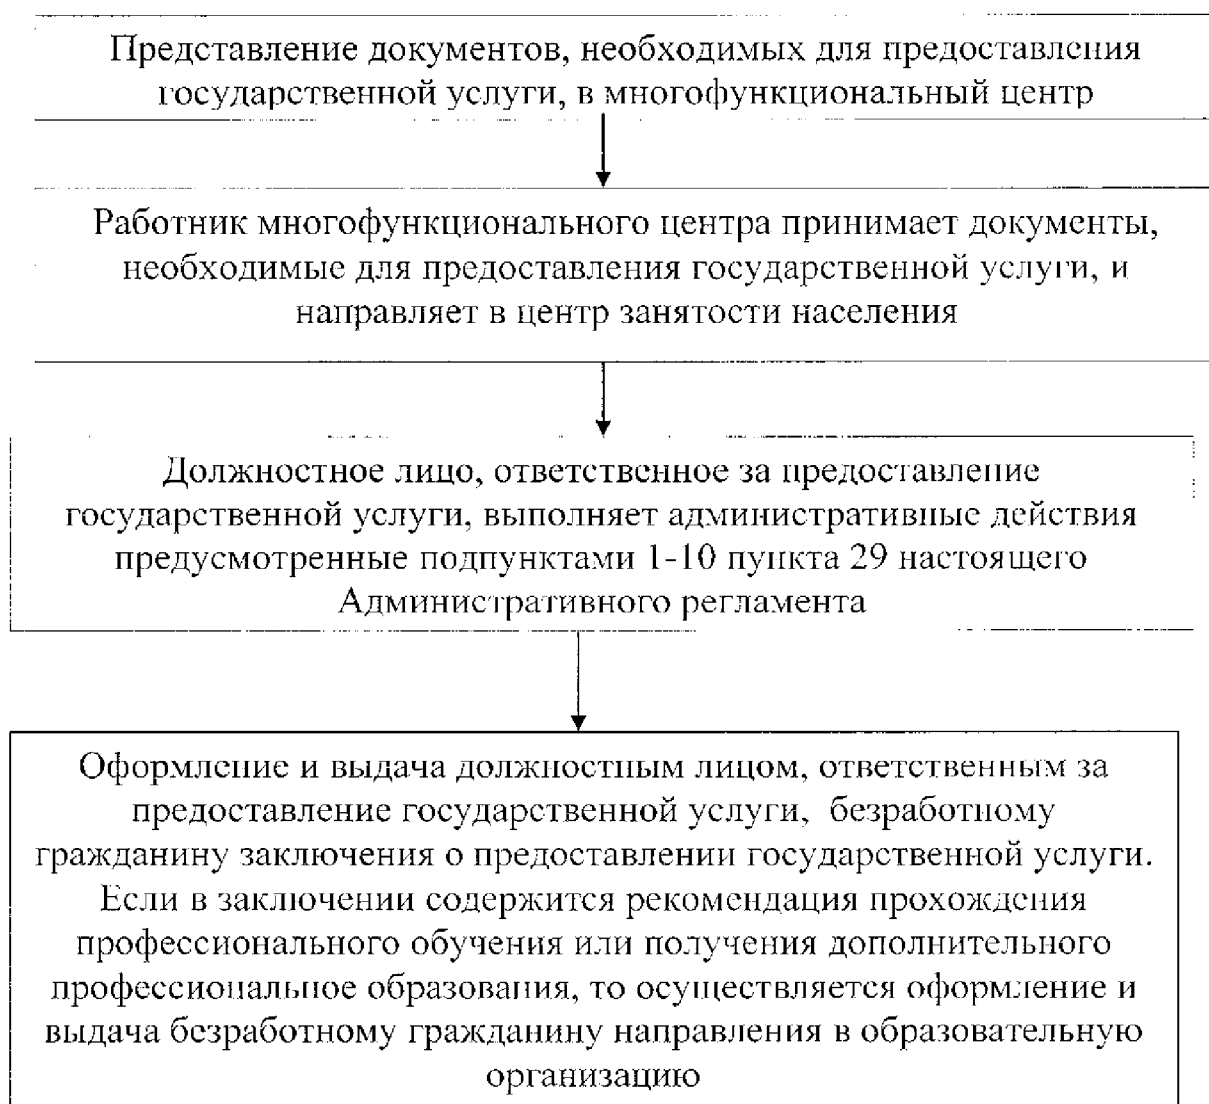 Представление документов, необходимых для предоставления
государственной услуги, в многофункциональный центр
Работник многофункционального центра принимает документы,
необходимые для предоставления государственной услуги, и
направляет в центр занятости населения
Должностное лицо, ответственное за предоставление
государственной услуги, выполняет административные действия
предусмотренные подпунктами 1-10 пункта 29 настоящего
Административного регламента
Оформление и выдача должностным лицом, ответственным за
предоставление государственной услуги, безработному
гражданину заключения о предоставлении государственной услуги.
Если в заключении содержится рекомендация прохождения
профессионального обучения или получения дополнительного
профессиональное образования, то осуществляется оформление и
выдача безработному гражданину направления в образовательную
организацию